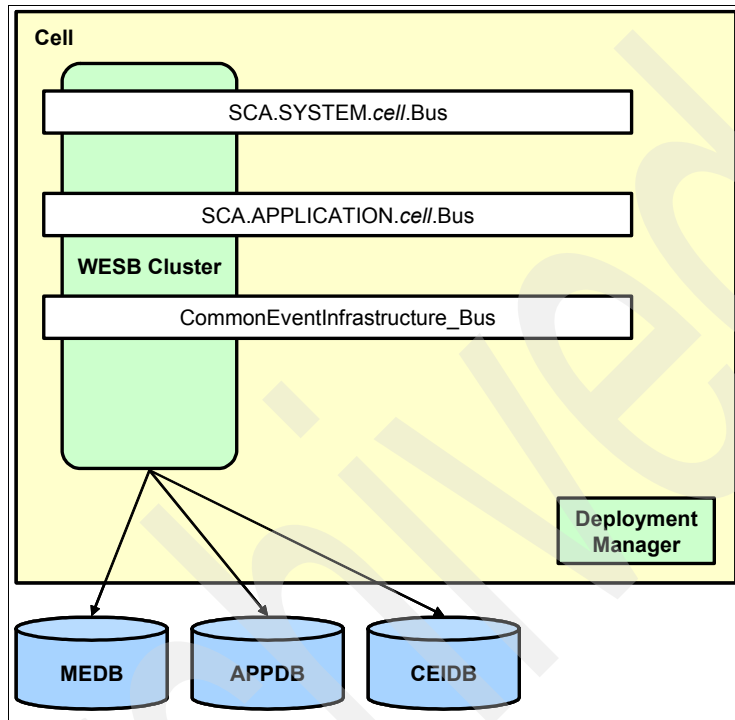 Cell
SCA.SYSTEM.cell.Bus
SCA.APPLICATION.cell.Bus
WESB Cluster
CommonEventInfrastructure_Bus
Deployment
Manager
MEDB
APPDB
CEIDB